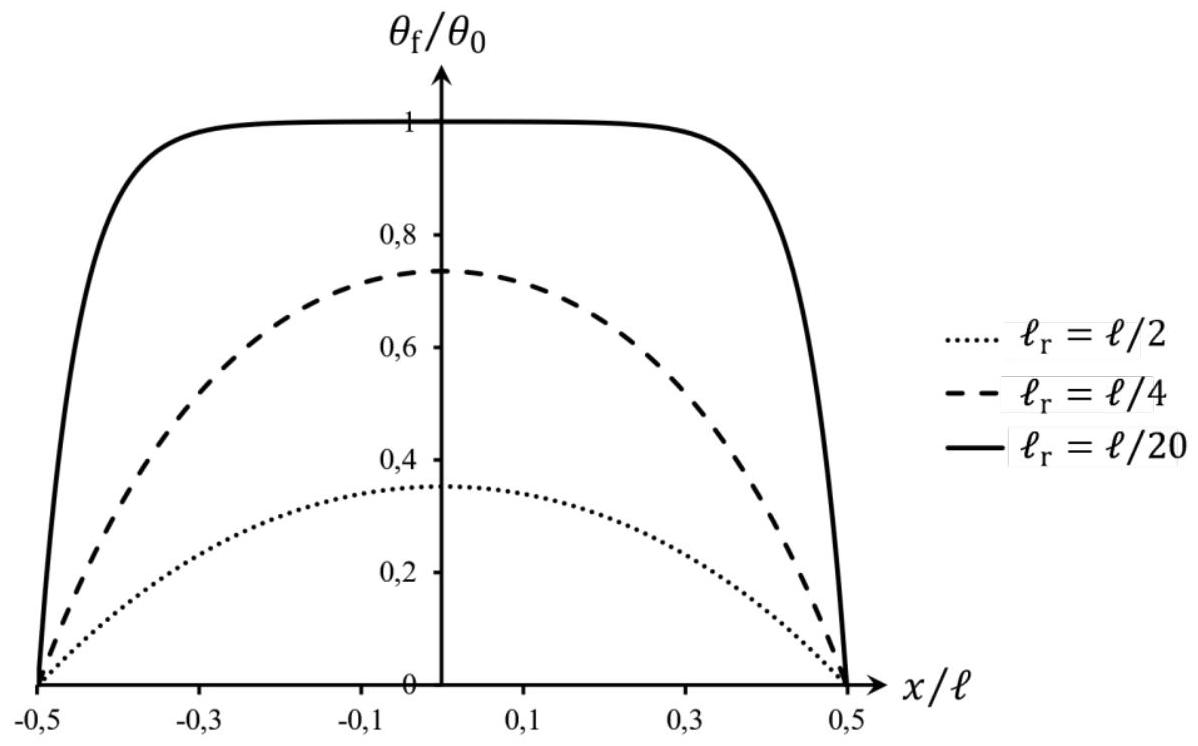 θf/θ0
1
0,8
0,6
0,4
0,2
0
x/ℓ
-0,5 -0,3 -0,1 0,1 0,3 0,5
ℓr = ℓ/2
ℓr = ℓ/4
ℓr = ℓ/20